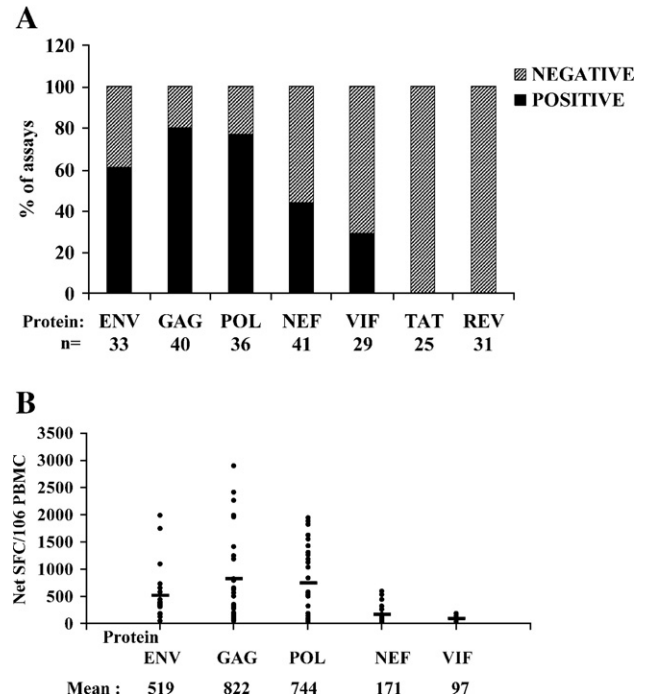 A
120
100
80
60
40
20
0
% of assays
NEGATIVE
POSITIVE
Protein: ENV GAG POL NEF VIF TAT REV
n= 33 40 36 41 29 25 31
B
3500
3000
2500
2000
1500
1000
500
0
Net SFC/106 PBMC
Protein
ENV GAG POL NEF VIF
Mean : 519 822 744 171 97